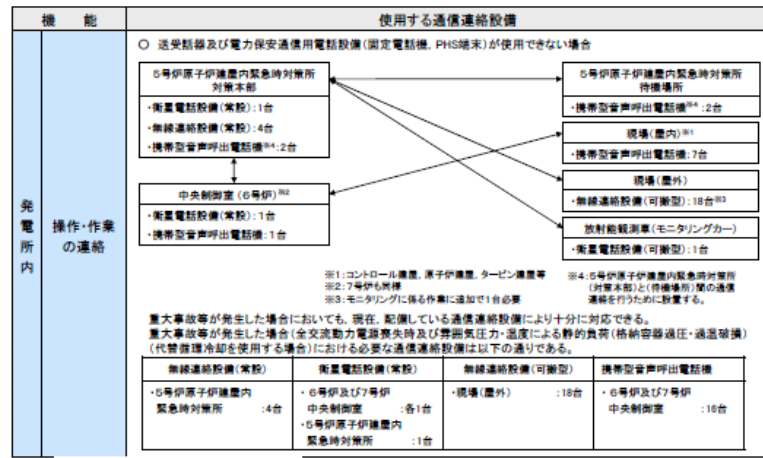 機　能
使用する通信連絡設備
発電所内
操作・作業
の連絡
○ 送受話器及び電力保安通信用電話設備(固定電話機, PHS端末)が使用できない場合
5号炉原子炉建屋内緊急時対策所
対策本部
・衛星電話設備(常設):1台
・無線連絡設備(常設):4台
・携帯型音声呼出電話機※4:2台
中央制御室(6号炉)※2
・衛星電話設備(常設):1台
・携帯型音声呼出電話機:1台
5号炉原子炉建屋内緊急時対策所
待機場所
・携帯型音声呼出電話機※4:2台
現場(屋内)※1
・携帯型音声呼出電話機:7台
現場(屋外)
・無線連絡設備(可搬型):18台※3
放射能観測車(モニタリングカー)
・衛星電話設備(可搬型):1台
※1:コントロール建屋, 原子炉建屋, タービン建屋等
※2:7号炉も同様
※3:モニタリングに係る作業に追加で1台必要
※4:5号炉原子炉建屋内緊急時対策所
(対策本部)と(待機場所)間の通信
連絡を行うために設置する。
重大事故等が発生した場合においても, 現在, 配備している通信連絡設備により十分に対応できる。
重大事故等が発生した場合(全交流動力電源喪失時及び雰囲気圧力・温度による静的負荷(格納容器過圧・過温破損)
(代替循環冷却を使用する場合)における必要な通信連絡設備は以下の通りである。
無線連絡設備(常設)
衛星電話設備(常設)
無線連絡設備(可搬型)
携帯型音声呼出電話機
・5号炉原子炉建屋内
緊急時対策所　:4台
・6号炉及び7号炉
中央制御室　:各1台
・5号炉原子炉建屋内
緊急時対策所　:1台
・現場(屋外)　:18台
・6号炉及び7号炉
中央制御室　:16台